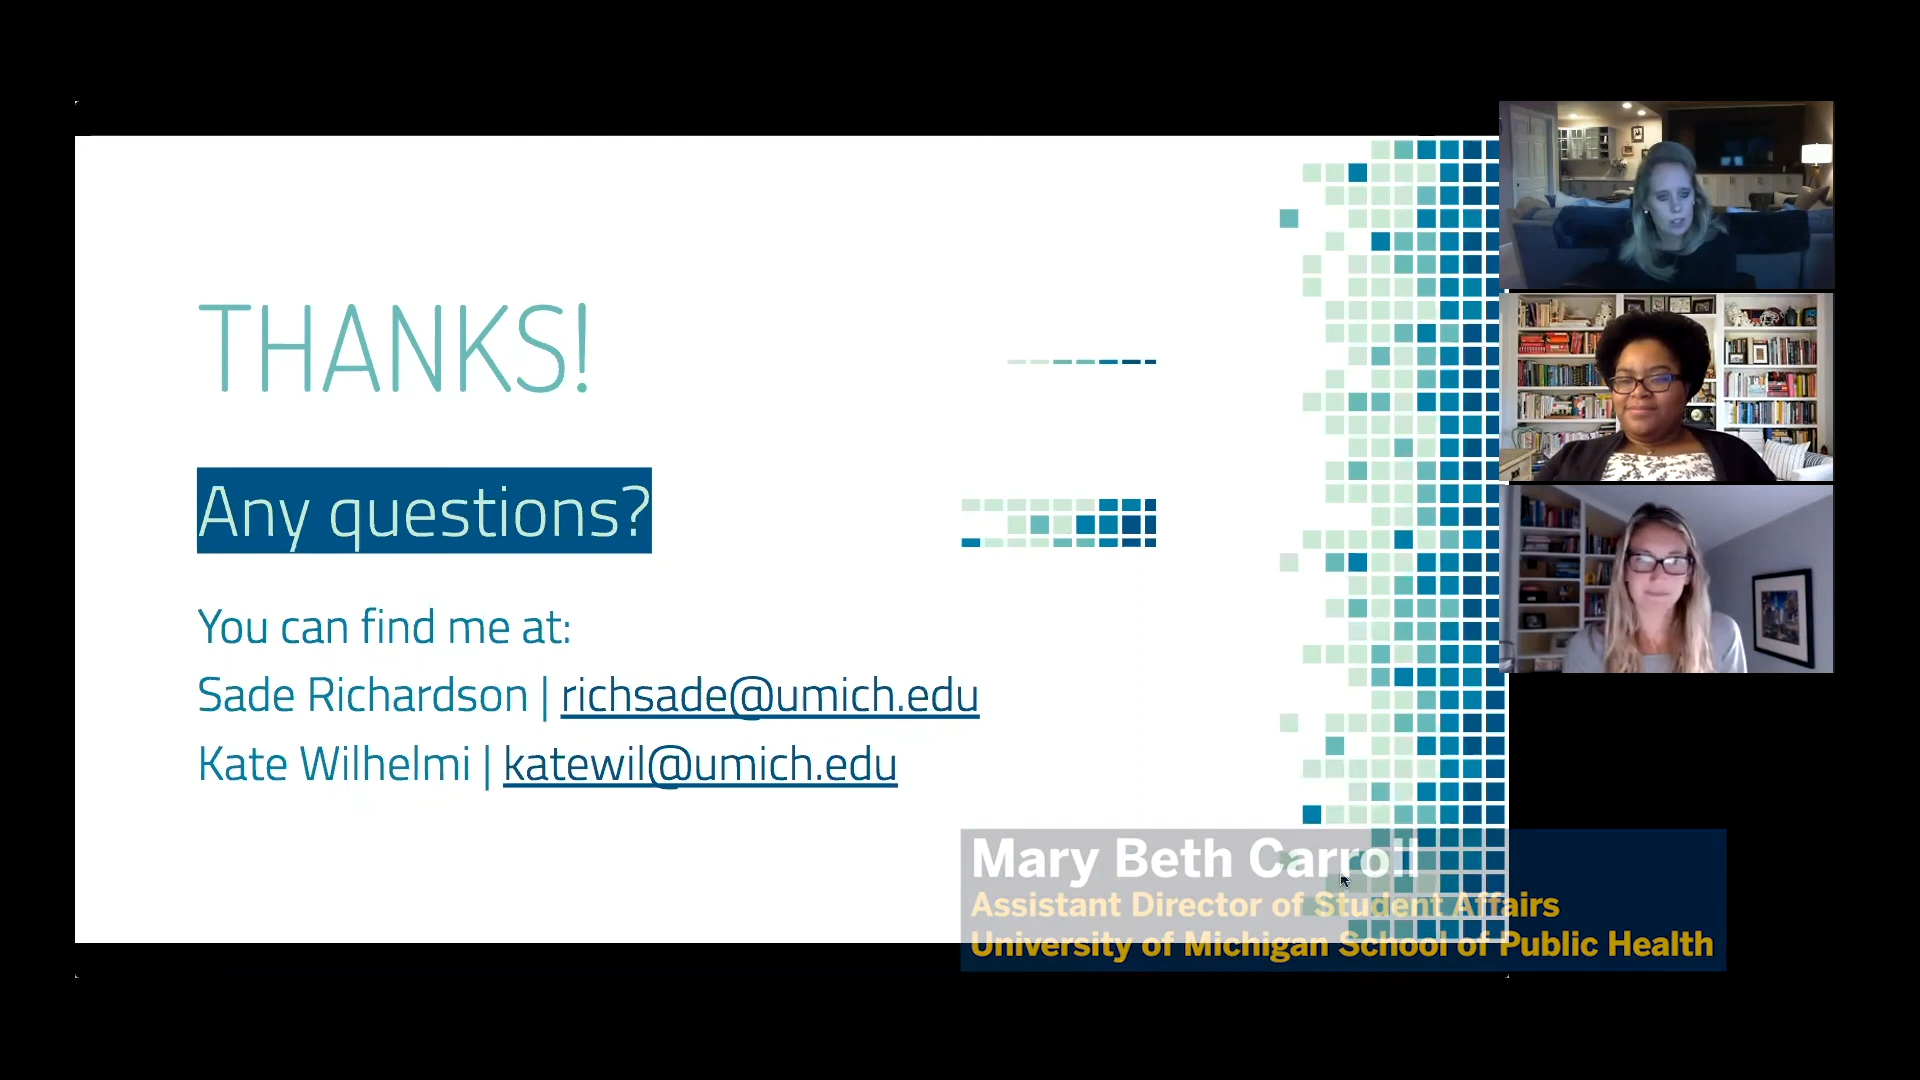 THANKS!
Any questions?
You can find me at:
Sade Richardson | richsade@umich.edu
Kate Wilhelmi | katewil@umich.edu
Mary Beth Carroll
Assistant Director of Student Affairs
University of Michigan School of Public Health